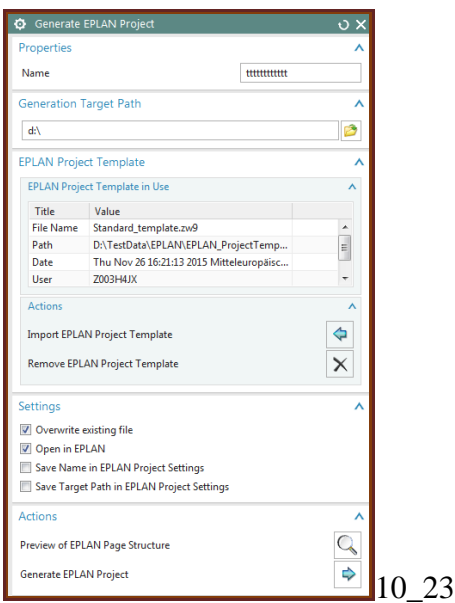 Generate EPLAN Project
Properties
Name tttttttttttt
Generation Target Path
d:\
EPLAN Project Template
EPLAN Project Template in Use
Title Value
File Name Standard_template.zw9
Path D:\TestData\EPLAN\EPLAN_ProjectTemp...
Date Thu Nov 26 16:21:13 2015 Mitteleuropäisc...
User Z003H4JX
Actions
Import EPLAN Project Template
Remove EPLAN Project Template
Settings
Overwrite existing file
Open in EPLAN
Save Name in EPLAN Project Settings
Save Target Path in EPLAN Project Settings
Actions
Preview of EPLAN Page Structure
Generate EPLAN Project
10_23